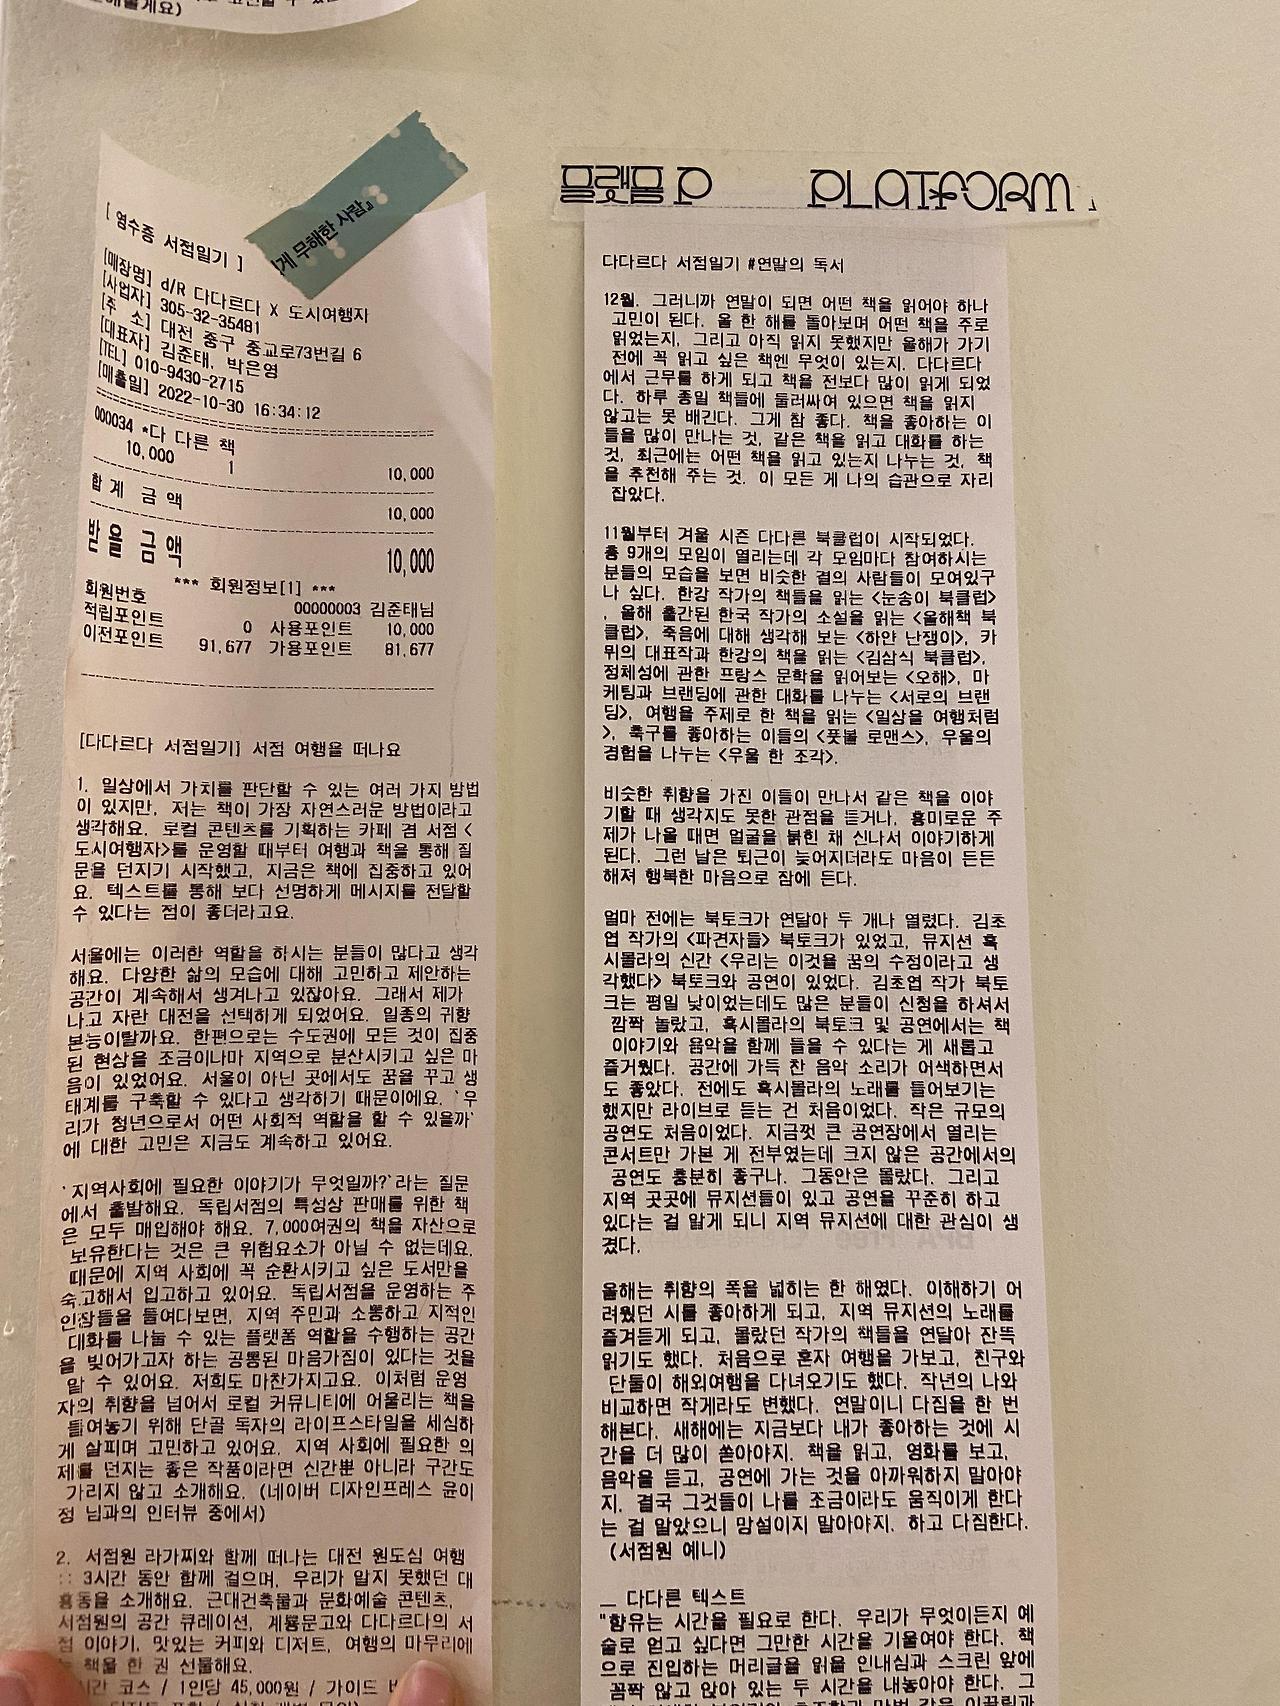 해놓을게요)
게 무해한 사람』
[ 영수증 서점일기 ]
[매장명] d/R 다다르다 X 도시여행자
[사업자] 305-32-35481
[주 소] 대전 중구 중교로73번길 6
[대표자] 김준태, 박은영
[TEL] 010-9430-2715
[매출일] 2022-10-30 16:34:12
000034 *다 다른 책
10,000 1 10,000
합계 금액 10,000
받을 금액 10,000
*** 회원정보[1] ***
회원번호 00000003 김준태님
적립포인트 0 사용포인트 10,000
이전포인트 91,677 가용포인트 81,677
[다다르다 서점일기] 서점 여행을 떠나요
1. 일상에서 가치를 판단할 수 있는 여러 가지 방법
이 있지만, 저는 책이 가장 자연스러운 방법이라고
생각해요. 로컬 콘텐츠를 기획하는 카페 겸 서점 <
도시여행자>를 운영할 때부터 여행과 책을 통해 질
문을 던지기 시작했고, 지금은 책에 집중하고 있어
요. 텍스트를 통해 보다 선명하게 메시지를 전달할
수 있다는 점이 좋더라고요.
서울에는 이러한 역할을 하시는 분들이 많다고 생각
해요. 다양한 삶의 모습에 대해 고민하고 제안하는
공간이 계속해서 생겨나고 있잖아요. 그래서 제가
나고 자란 대전을 선택하게 되었어요. 일종의 귀향
본능이랄까요. 한편으로는 수도권에 모든 것이 집중
된 현상을 조금이나마 지역으로 분산시키고 싶은 마
음이 있었어요. 서울이 아닌 곳에서도 꿈을 꾸고 생
태계를 구축할 수 있다고 생각하기 때문이에요. '우
리가 청년으로서 어떤 사회적 역할을 할 수 있을까'
에 대한 고민은 지금도 계속하고 있어요.
'지역사회에 필요한 이야기가 무엇일까?'라는 질문
에서 출발해요. 독립서점의 특성상 판매를 위한 책
은 모두 매입해야 해요. 7,000여권의 책을 자산으로
보유한다는 것은 큰 위험요소가 아닐 수 없는데요.
때문에 지역 사회에 꼭 순환시키고 싶은 도서만을
숙고해서 입고하고 있어요. 독립서점을 운영하는 주
인장들을 들여다보면, 지역 주민과 소통하고 지적인
대화를 나눌 수 있는 플랫폼 역할을 수행하는 공간
을 빚어가고자 하는 공통된 마음가짐이 있다는 것을
알 수 있어요. 저희도 마찬가지고요. 이처럼 운영
자의 취향을 넘어서 로컬 커뮤니티에 어울리는 책을
들여놓기 위해 단골 독자의 라이프스타일을 세심하
게 살피며 고민하고 있어요. 지역 사회에 필요한 의
제를 던지는 좋은 작품이라면 신간뿐 아니라 구간도
가리지 않고 소개해요. (네이버 디자인프레스 윤이
정 님과의 인터뷰 중에서)
2. 서점원 라가찌와 함께 떠나는 대전 원도심 여행
:: 3시간 동안 함께 걸으며, 우리가 알지 못했던 대
흥동을 소개해요. 근대건축물과 문화예술 콘텐츠,
서점원의 공간 큐레이션, 계룡문고와 다다르다의 서
점 이야기, 맛있는 커피와 디저트, 여행의 마무리에
는 책을 한 권 선물해요.
시간 코스 / 1인당 45,000원 / 가이드
플랫폼 P PLATFORM
다다르다 서점일기 #연말의 독서
12월. 그러니까 연말이 되면 어떤 책을 읽어야 하나
고민이 된다. 올 한 해를 돌아보며 어떤 책을 주로
읽었는지, 그리고 아직 읽지 못했지만 올해가 가기
전에 꼭 읽고 싶은 책엔 무엇이 있는지. 다다르다
에서 근무를 하게 되고 책을 전보다 많이 읽게 되었
다. 하루 종일 책들에 둘러싸여 있으면 책을 읽지
않고는 못 배긴다. 그게 참 좋다. 책을 좋아하는 이
들을 많이 만나는 것, 같은 책을 읽고 대화를 하는
것, 최근에는 어떤 책을 읽고 있는지 나누는 것, 책
을 추천해 주는 것. 이 모든 게 나의 습관으로 자리
잡았다.
11월부터 겨울 시즌 다다른 북클럽이 시작되었다.
총 9개의 모임이 열리는데 각 모임마다 참여하시는
분들의 모습을 보면 비슷한 결의 사람들이 모여있구
나 싶다. 한강 작가의 책들을 읽는 <눈송이 북클럽>
, 올해 출간된 한국 작가의 소설을 읽는 <올해책 북
클럽>, 죽음에 대해 생각해 보는 <하얀 난쟁이>, 카
뮈의 대표작과 한강의 책을 읽는 <김삼식 북클럽>,
정체성에 관한 프랑스 문학을 읽어보는 <오해>, 마
케팅과 브랜딩에 관한 대화를 나누는 <서로의 브랜
딩>, 여행을 주제로 한 책을 읽는 <일상을 여행처럼
>, 축구를 좋아하는 이들의 <풋볼 로맨스>, 우울의
경험을 나누는 <우울 한 조각>.
비슷한 취향을 가진 이들이 만나서 같은 책을 이야
기할 때 생각지도 못한 관점을 듣거나, 흥미로운 주
제가 나올 때면 얼굴을 붉힌 채 신나서 이야기하게
된다. 그런 날은 퇴근이 늦어지더라도 마음이 든든
해져 행복한 마음으로 잠에 든다.
얼마 전에는 북토크가 연달아 두 개나 열렸다. 김초
엽 작가의 <파견자들> 북토크가 있었고, 뮤지션 혹
시몰라의 신간 <우리는 이것을 꿈의 수정이라고 생
각했다> 북토크와 공연이 있었다. 김초엽 작가 북토
크는 평일 낮이었는데도 많은 분들이 신청을 하셔서
깜짝 놀랐고, 혹시몰라의 북토크 및 공연에서는 책
이야기와 음악을 함께 들을 수 있다는 게 새롭고
즐거웠다. 공간에 가득 찬 음악 소리가 어색하면서
도 좋았다. 전에도 혹시몰라의 노래를 들어보기는
했지만 라이브로 듣는 건 처음이었다. 작은 규모의
공연도 처음이었다. 지금껏 큰 공연장에서 열리는
콘서트만 가본 게 전부였는데 크지 않은 공간에서의
공연도 충분히 좋구나. 그동안은 몰랐다. 그리고
지역 곳곳에 뮤지션들이 있고 공연을 꾸준히 하고
있다는 걸 알게 되니 지역 뮤지션에 대한 관심이 생
겼다.
올해는 취향의 폭을 넓히는 한 해였다. 이해하기 어
려웠던 시를 좋아하게 되고, 지역 뮤지션의 노래를
즐겨듣게 되고, 몰랐던 작가의 책들을 연달아 잔뜩
읽기도 했다. 처음으로 혼자 여행을 가보고, 친구와
단둘이 해외여행을 다녀오기도 했다. 작년의 나와
비교하면 작게라도 변했다. 연말이니 다짐을 한 번
해본다. 새해에는 지금보다 내가 좋아하는 것에 시
간을 더 많이 쏟아야지. 책을 읽고, 영화를 보고,
음악을 듣고, 공연에 가는 것을 아까워하지 말아야
지. 결국 그것들이 나를 조금이라도 움직이게 한다
는 걸 알았으니 망설이지 말아야지. 하고 다짐한다.
(서점원 예니)
_ 다다른 텍스트
"향유는 시간을 필요로 한다. 우리가 무엇이든지 예
술로 얻고 싶다면 그만한 시간을 기울여야 한다. 책
으로 진입하는 머리글을 읽을 인내심과 스크린 앞에
꼼짝 않고 앉아 있는 두 시간을 내놓아야 한다. 그